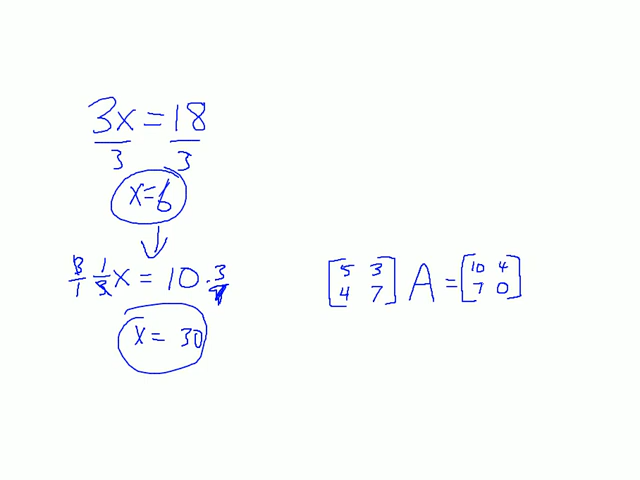 3x = 18
3 3
x = 6
3/1 1/3 x = 10 · 3/1
x = 30
[5 3
4 7] A = [10 4
7 0]